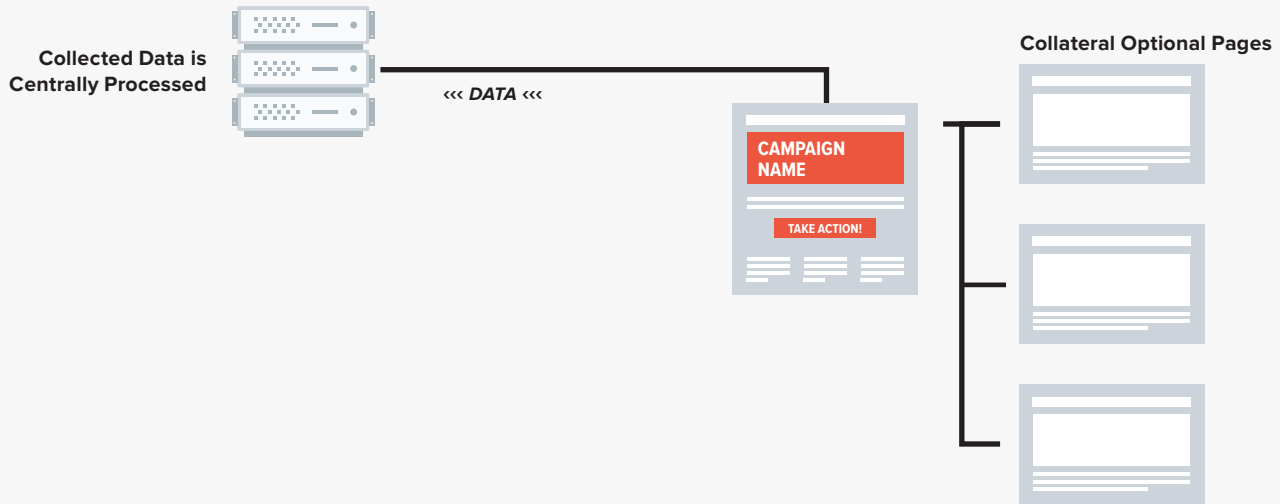 Collected Data is
Centrally Processed
‹‹‹ DATA ‹‹‹
CAMPAIGN
NAME
TAKE ACTION!
Collateral Optional Pages